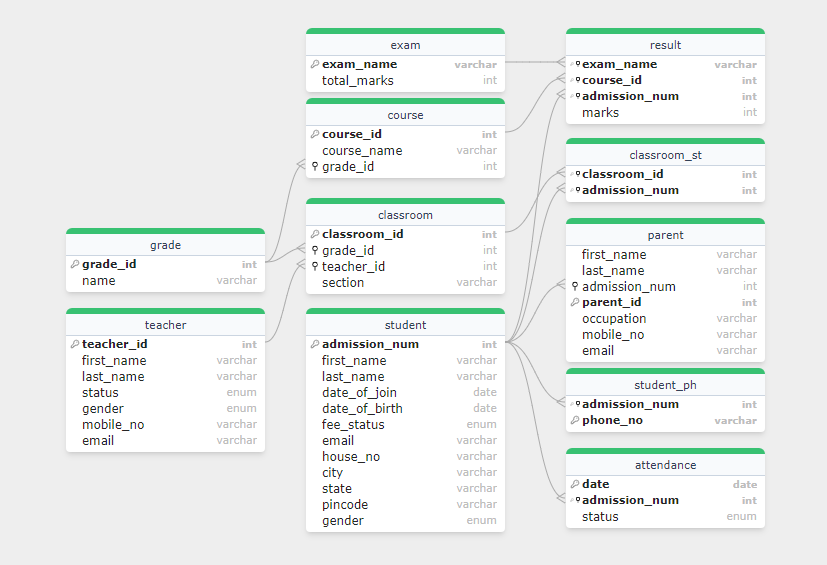 exam
exam_name varchar
total_marks int
course
course_id int
course_name varchar
grade_id int
grade
grade_id int
name varchar
classroom
classroom_id int
grade_id int
teacher_id int
section varchar
teacher
teacher_id int
first_name varchar
last_name varchar
status enum
gender enum
mobile_no varchar
email varchar
student
admission_num int
first_name varchar
last_name varchar
date_of_join date
date_of_birth date
fee_status enum
email varchar
house_no varchar
city varchar
state varchar
pincode varchar
gender enum
result
exam_name varchar
course_id int
admission_num int
marks int
classroom_st
classroom_id int
admission_num int
parent
first_name varchar
last_name varchar
admission_num int
parent_id int
occupation varchar
mobile_no varchar
email varchar
student_ph
admission_num int
phone_no varchar
attendance
date date
admission_num int
status enum